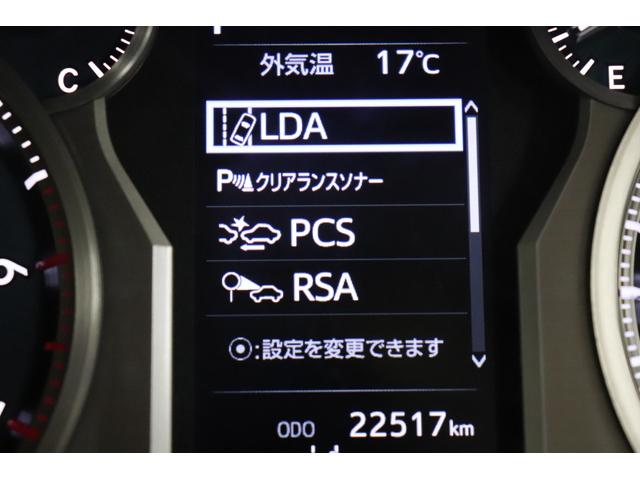 外気温 17℃
C
E
LDA
P クリアランスソナー
PCS
RSA
⦿:設定を変更できます
ODO 22517km